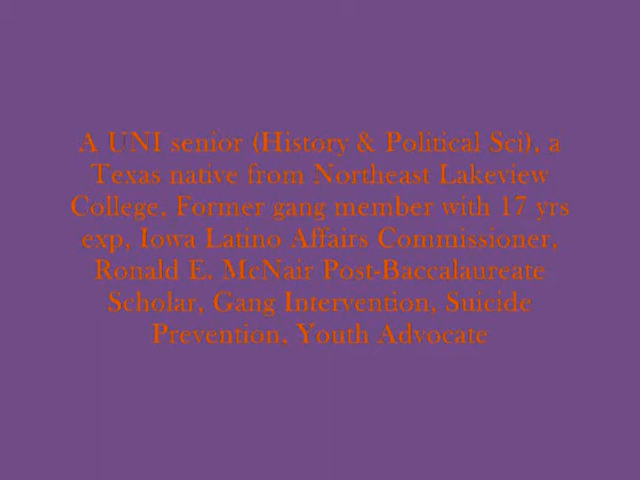 A UNI senior (History & Political Sci), a
Texas native from Northeast Lakeview
College, Former gang member with 17 yrs
exp, Iowa Latino Affairs Commissioner,
Ronald E. McNair Post-Baccalaureate
Scholar, Gang Intervention, Suicide
Prevention, Youth Advocate